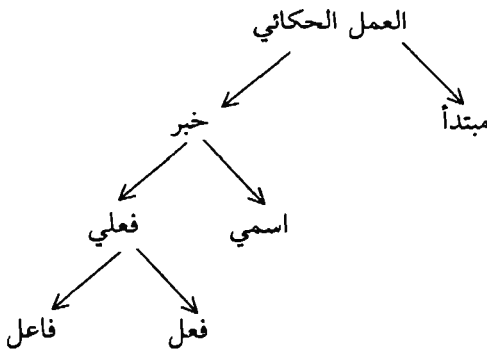 العمل الحكائي
مبتدأ
خبر
اسمي
فعلي
فعل
فاعل